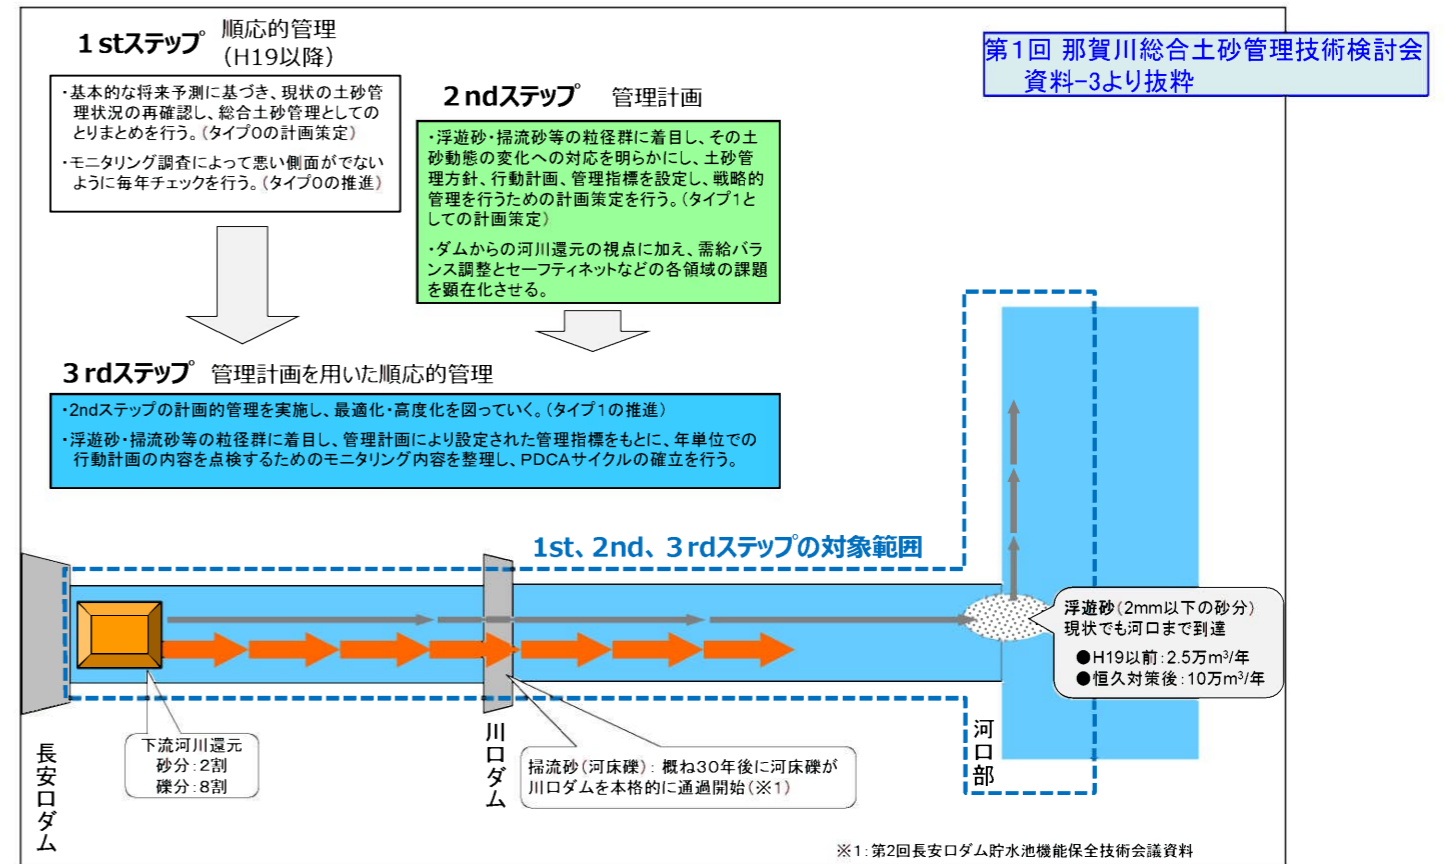 第1回 那賀川総合土砂管理技術検討会
資料-3より抜粋
1stステップ 順応的管理
（H19以降）
・基本的な将来予測に基づき、現状の土砂管
理状況の再確認し、総合土砂管理としての
とりまとめを行う。（タイプ0の計画策定）
・モニタリング調査によって悪い側面がでない
ように毎年チェックを行う。（タイプ0の推進）
2ndステップ 管理計画
・浮遊砂・掃流砂等の粒径群に着目し、その土
砂動態の変化への対応を明らかにし、土砂管
理方針、行動計画、管理指標を設定し、戦略的
管理を行うための計画策定を行う。（タイプ1と
しての計画策定）
・ダムからの河川還元の視点に加え、需給バラ
ンス調整とセーフティネットなどの各領域の課題
を顕在化させる。
3rdステップ 管理計画を用いた順応的管理
・2ndステップの計画的管理を実施し、最適化・高度化を図っていく。（タイプ1の推進）
・浮遊砂・掃流砂等の粒径群に着目し、管理計画により設定された管理指標をもとに、年単位での
行動計画の内容を点検するためのモニタリング内容を整理し、PDCAサイクルの確立を行う。
1st、2nd、3rdステップの対象範囲
浮遊砂（2mm以下の砂分）
現状でも河口まで到達
●H19以前：2.5万m³/年
●恒久対策後：10万m³/年
長安口ダム
下流河川還元
砂分：2割
礫分：8割
川口ダム
掃流砂（河床礫）：概ね30年後に河床礫が
川口ダムを本格的に通過開始（※1）
河口部
※1：第2回長安口ダム貯水池機能保全技術会議資料